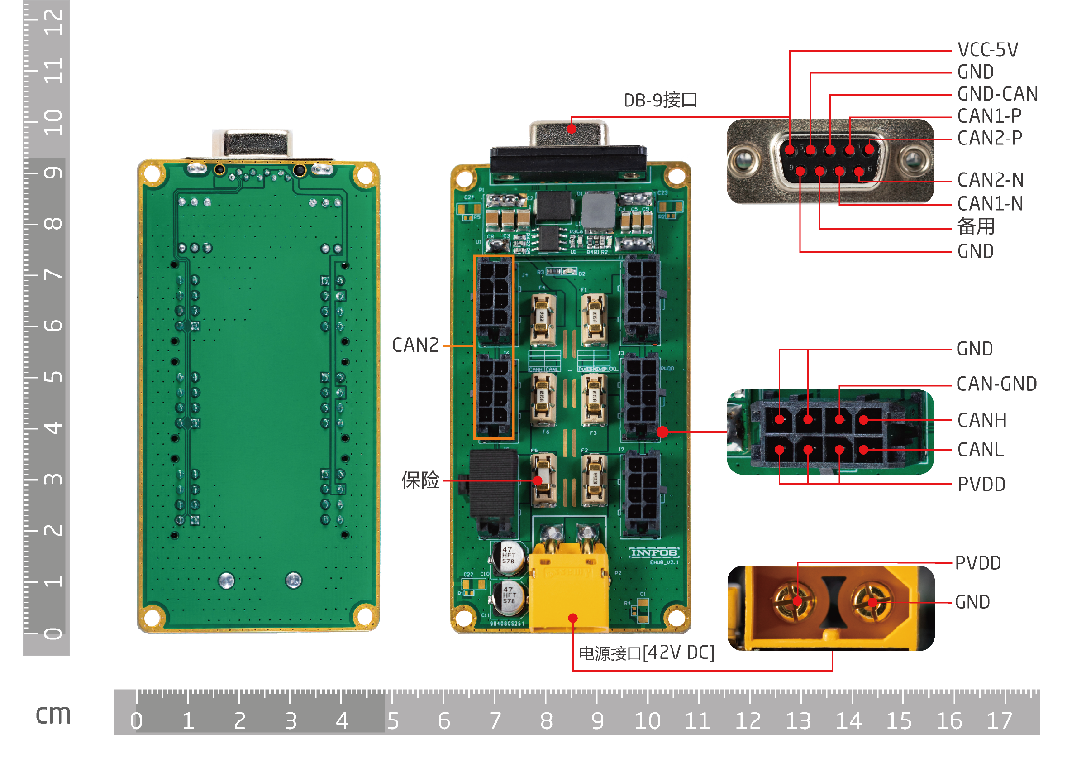 VCC-5V
GND
GND-CAN
CAN1-P
CAN2-P
CAN2-N
CAN1-N
备用
GND
DB-9接口
CAN2
保险
GND
CAN-GND
CANH
CANL
PVDD
PVDD
GND
电源接口[42V DC]
INNFOS
47
47
12
11
10
9
8
7
6
5
4
3
2
1
0
cm
0 1 2 3 4 5 6 7 8 9 10 11 12 13 14 15 16 17